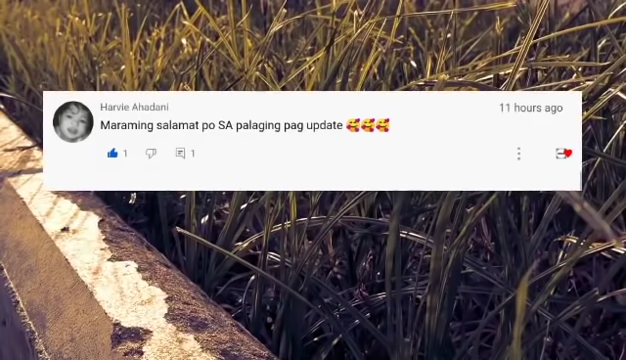 Harvie Ahadani
11 hours ago
Maraming salamat po SA palaging pag update 🥰🥰🥰
1
1